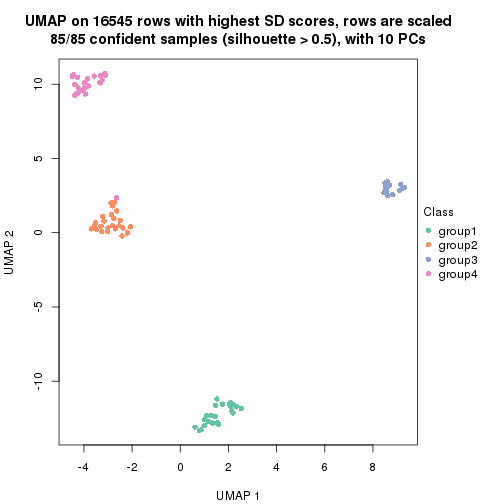 UMAP on 16545 rows with highest SD scores, rows are scaled
85/85 confident samples (silhouette > 0.5), with 10 PCs
10
5
0
-5
-10
UMAP 2
-4
-2
0
2
4
6
8
UMAP 1
Class
group1
group2
group3
group4